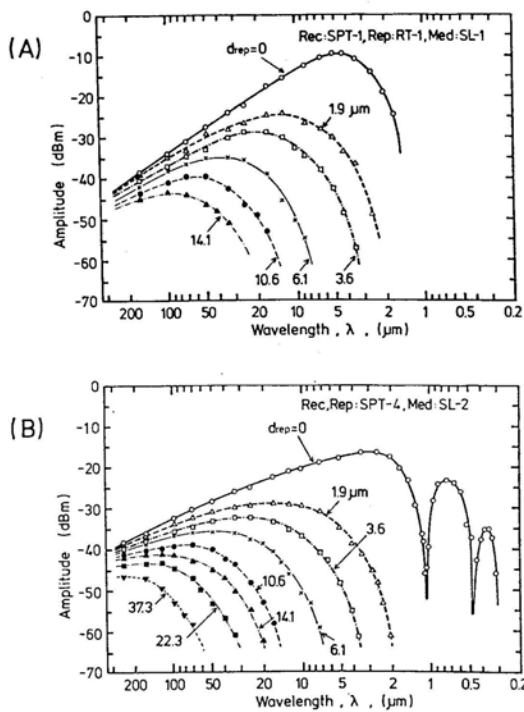 (A)
Rec:SPT-1, Rep:RT-1, Med:SL-1
drep=0
1.9 μm
14.1
10.6
6.1
3.6
Amplitude (dBm)
0
-10
-20
-30
-40
-50
-60
-70
200 100 50 20 10 5 2 1 0.5 0.2
Wavelength, λ, (μm)
(B)
Rec,Rep:SPT-4, Med:SL-2
drep=0
1.9 μm
3.6
10.6
14.1
37.3
22.3
6.1
Amplitude (dBm)
0
-10
-20
-30
-40
-50
-60
-70
200 100 50 20 10 5 2 1 0.5 0.2
Wavelength, λ, (μm)